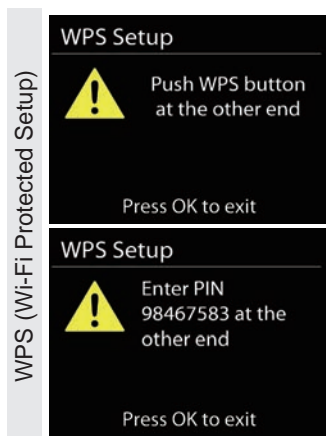 WPS (Wi-Fi Protected Setup)
WPS Setup
Push WPS button
at the other end
Press OK to exit
WPS Setup
Enter PIN
98467583 at the
other end
Press OK to exit